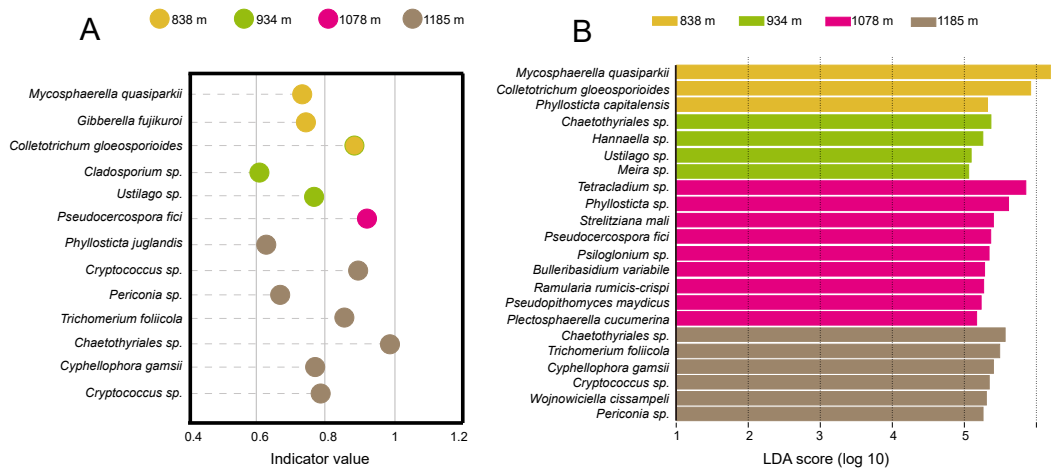 A
838 m
934 m
1078 m
1185 m
Mycosphaerella quasiparkii
Gibberella fujikuroi
Colletotrichum gloeosporioides
Cladosporium sp.
Ustilago sp.
Pseudocercospora fici
Phyllosticta juglandis
Cryptococcus sp.
Periconia sp.
Trichomerium foliicola
Chaetothyriales sp.
Cyphellophora gamsii
Cryptococcus sp.
0.4 0.6 0.8 1 1.2
Indicator value
B
838 m
934 m
1078 m
1185 m
Mycosphaerella quasiparkii
Colletotrichum gloeosporioides
Phyllosticta capitalensis
Chaetothyriales sp.
Hannaella sp.
Ustilago sp.
Meira sp.
Tetracladium sp.
Phyllosticta sp.
Strelitziana mali
Pseudocercospora fici
Psiloglonium sp.
Bulleribasidium variabile
Ramularia rumicis-crispi
Pseudopithomyces maydicus
Plectosphaerella cucumerina
Chaetothyriales sp.
Trichomerium foliicola
Cyphellophora gamsii
Cryptococcus sp.
Wojnowiciella cissampeli
Periconia sp.
1 2 3 4 5
LDA score (log 10)